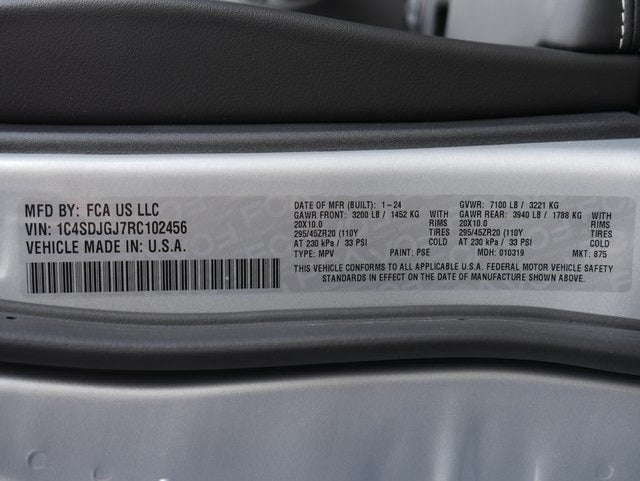 MFD BY: FCA US LLC
VIN: 1C4SDJGJ7RC102456
VEHICLE MADE IN U.S.A.
DATE OF MFR (BUILT): 1-24 GVWR: 7100 LB / 3221 KG
GAWR FRONT: 3200 LB / 1452 KG WITH GAWR REAR: 3940 LB / 1788 KG WITH
20X10.0 RIMS 20X10.0 RIMS
295/45ZR20 (110Y TIRES 295/45ZR20 (110Y TIRES
AT 230 kPa / 33 PSI AT 230 kPa / 33 PSI
TYPE: MPV PAINT: PSE MDH: 010319 MKT: 875
THIS VEHICLE CONFORMS TO ALL APPLICABLE U.S.A. FEDERAL MOTOR VEHICLE SAFETY
STANDARDS IN EFFECT ON THE DATE OF MANUFACTURE SHOWN ABOVE.